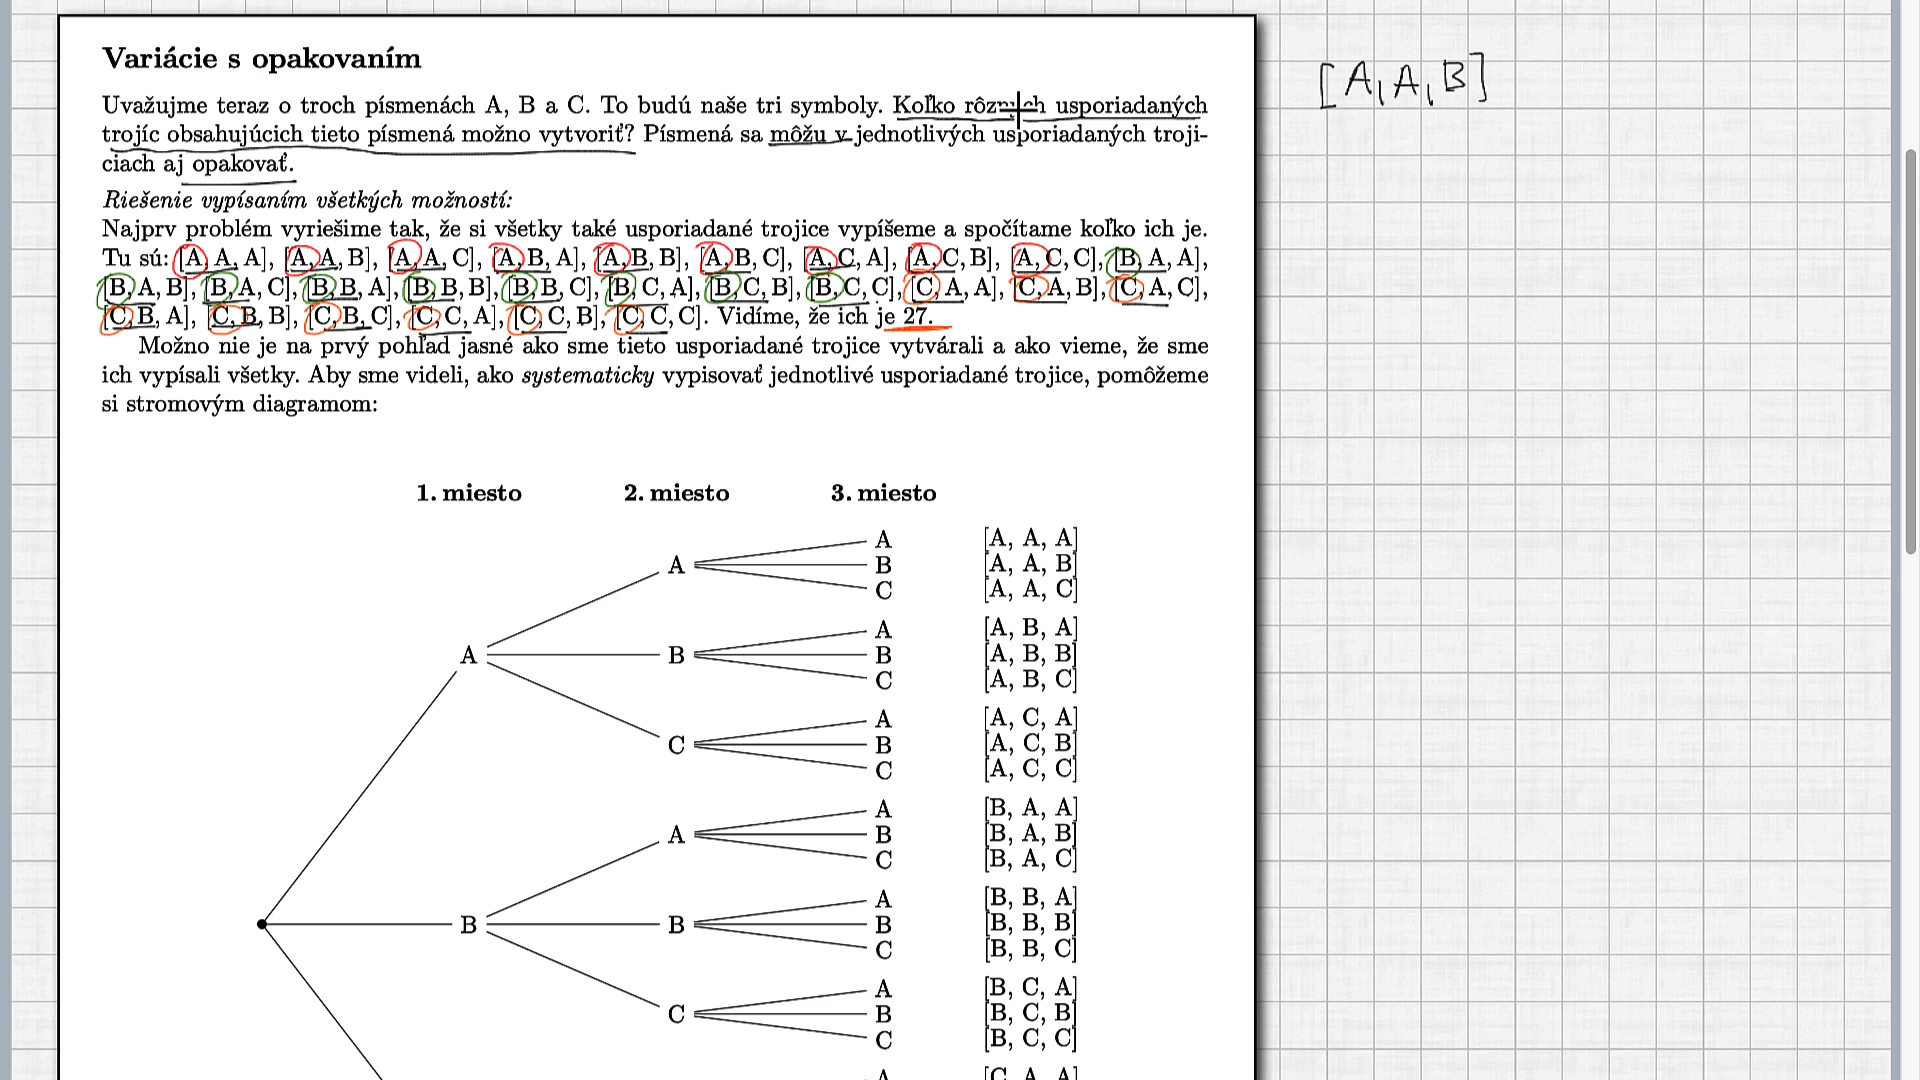 Variácie s opakovaním
[A,A,B]
Uvažujme teraz o troch písmenách A, B a C. To budú naše tri symboly. Koľko rôznych usporiadaných
trojíc obsahujúcich tieto písmená možno vytvoriť? Písmená sa môžu v jednotlivých usporiadaných troji-
ciach aj opakovať.
Riešenie vypísaním všetkých možností:
Najprv problém vyriešime tak, že si všetky také usporiadané trojice vypíšeme a spočítame koľko ich je.
Tu sú: [A, A, A], [A, A, B], [A, A, C], [A, B, A], [A, B, B], [A, B, C], [A, C, A], [A, C, B], [A, C, C], [B, A, A],
[B, A, B], [B, A, C], [B, B, A], [B, B, B], [B, B, C], [B, C, A], [B, C, B], [B, C, C], [C, A, A], [C, A, B], [C, A, C],
[C, B, A], [C, B, B], [C, B, C], [C, C, A], [C, C, B], [C, C, C]. Vidíme, že ich je 27.
Možno nie je na prvý pohľad jasné ako sme tieto usporiadané trojice vytvárali a ako vieme, že sme
ich vypísali všetky. Aby sme videli, ako systematicky vypisovať jednotlivé usporiadané trojice, pomôžeme
si stromovým diagramom:
1. miesto 2. miesto 3. miesto
A [A, A, A]
A B [A, A, B]
C [A, A, C]
A [A, B, A]
A B B [A, B, B]
C [A, B, C]
A [A, C, A]
C B [A, C, B]
C [A, C, C]
A [B, A, A]
A B [B, A, B]
C [B, A, C]
A [B, B, A]
B B B [B, B, B]
C [B, B, C]
A [B, C, A]
C B [B, C, B]
C [B, C, C]
A [C, A, A]